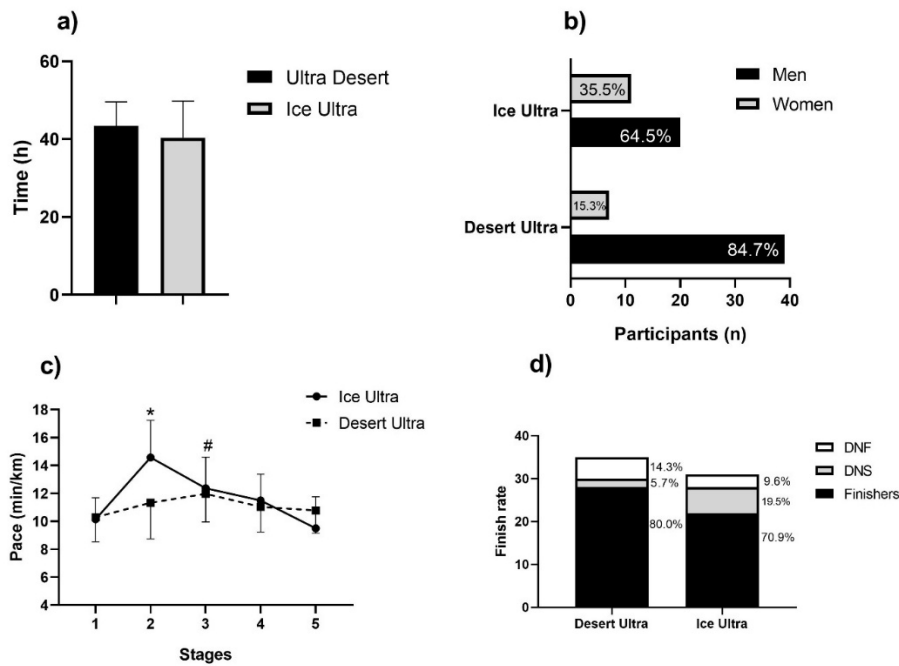 a)
60
40
20
0
Time (h)
Ultra Desert
Ice Ultra
b)
Men
Women
Ice Ultra
35.5%
64.5%
Desert Ultra
15.3%
84.7%
0 10 20 30 40
Participants (n)
c)
Ice Ultra
Desert Ultra
18
16
14
12
10
8
6
4
Pace (min/km)
*
#
1 2 3 4 5
Stages
d)
DNF
DNS
Finishers
40
30
20
10
0
Finish rate
14.3%
5.7%
80.0%
9.6%
19.5%
70.9%
Desert Ultra Ice Ultra